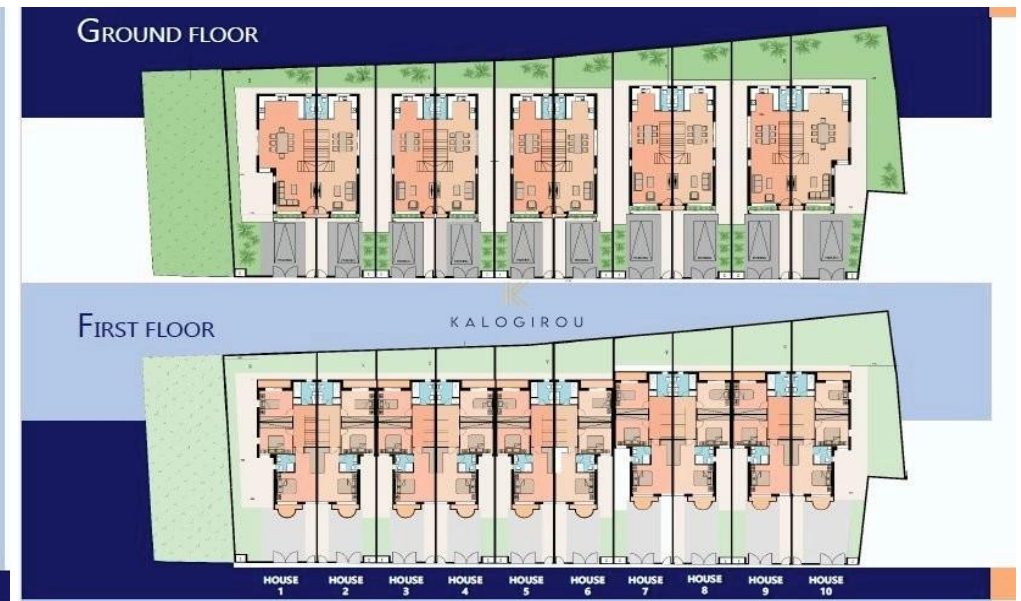 GROUND FLOOR
KALOGIROU
FIRST FLOOR
HOUSE 1
HOUSE 2
HOUSE 3
HOUSE 4
HOUSE 5
HOUSE 6
HOUSE 7
HOUSE 8
HOUSE 9
HOUSE 10